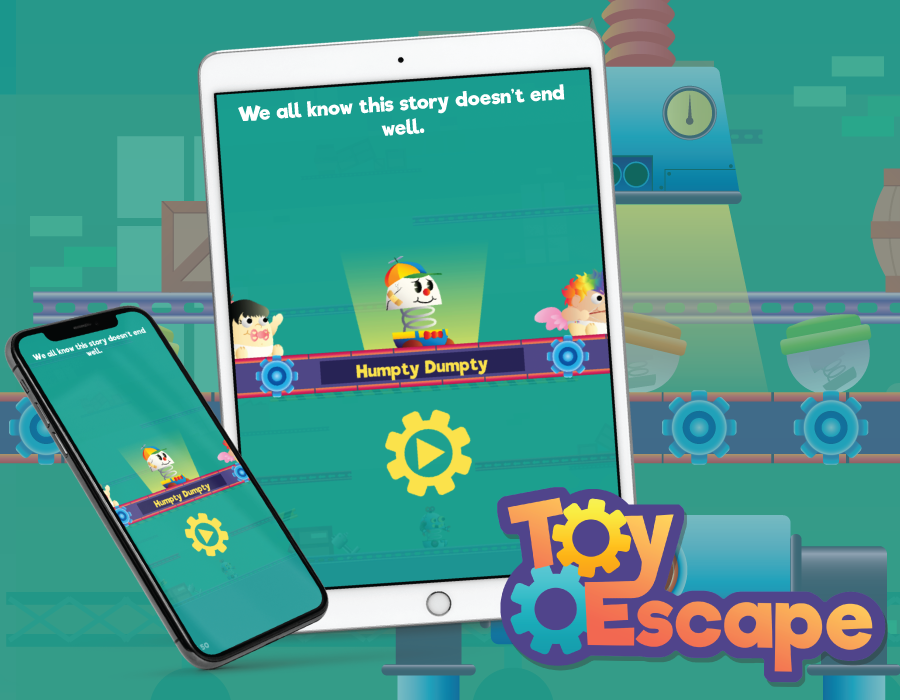 We all know this story doesn't end
well.
Humpty Dumpty
We all know this story doesn't end
well.
Humpty Dumpty
Toy
Escape